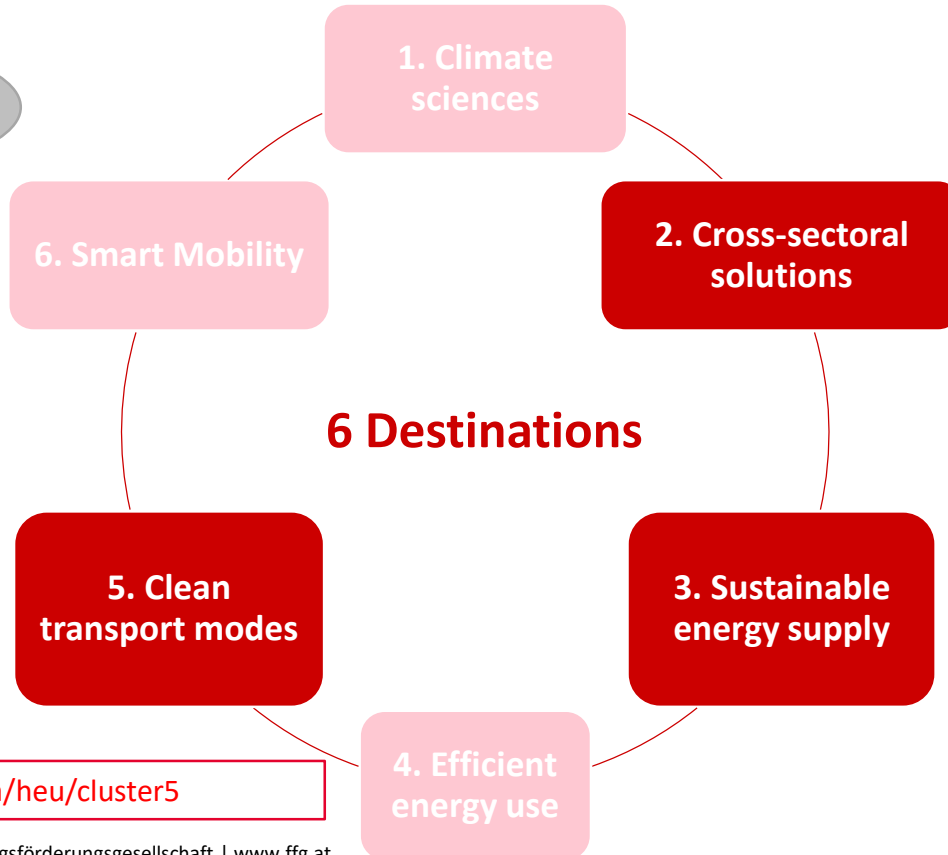 1. Climate
sciences
2. Cross-sectoral
solutions
6. Smart Mobility
6 Destinations
5. Clean
transport modes
3. Sustainable
energy supply
4. Efficient
energy use
/heu/cluster5
gsförderungsgesellschaft | www.ffg.at